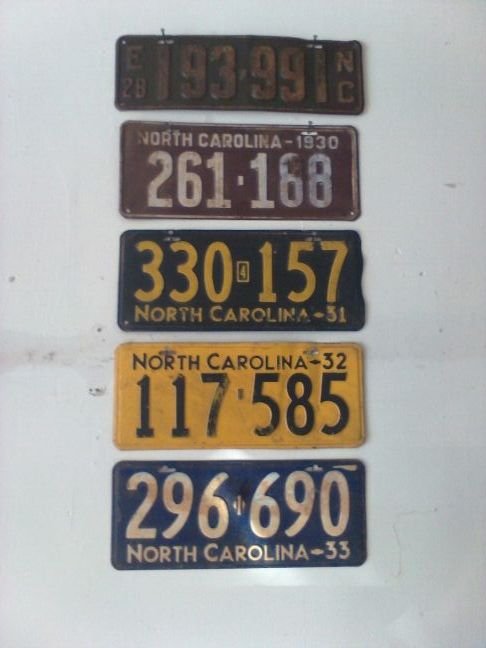 E 28 193-991 NC
NORTH CAROLINA-1930
261-188
330 4 157
NORTH CAROLINA-31
NORTH CAROLINA-32
117-585
296-690
NORTH CAROLINA-33